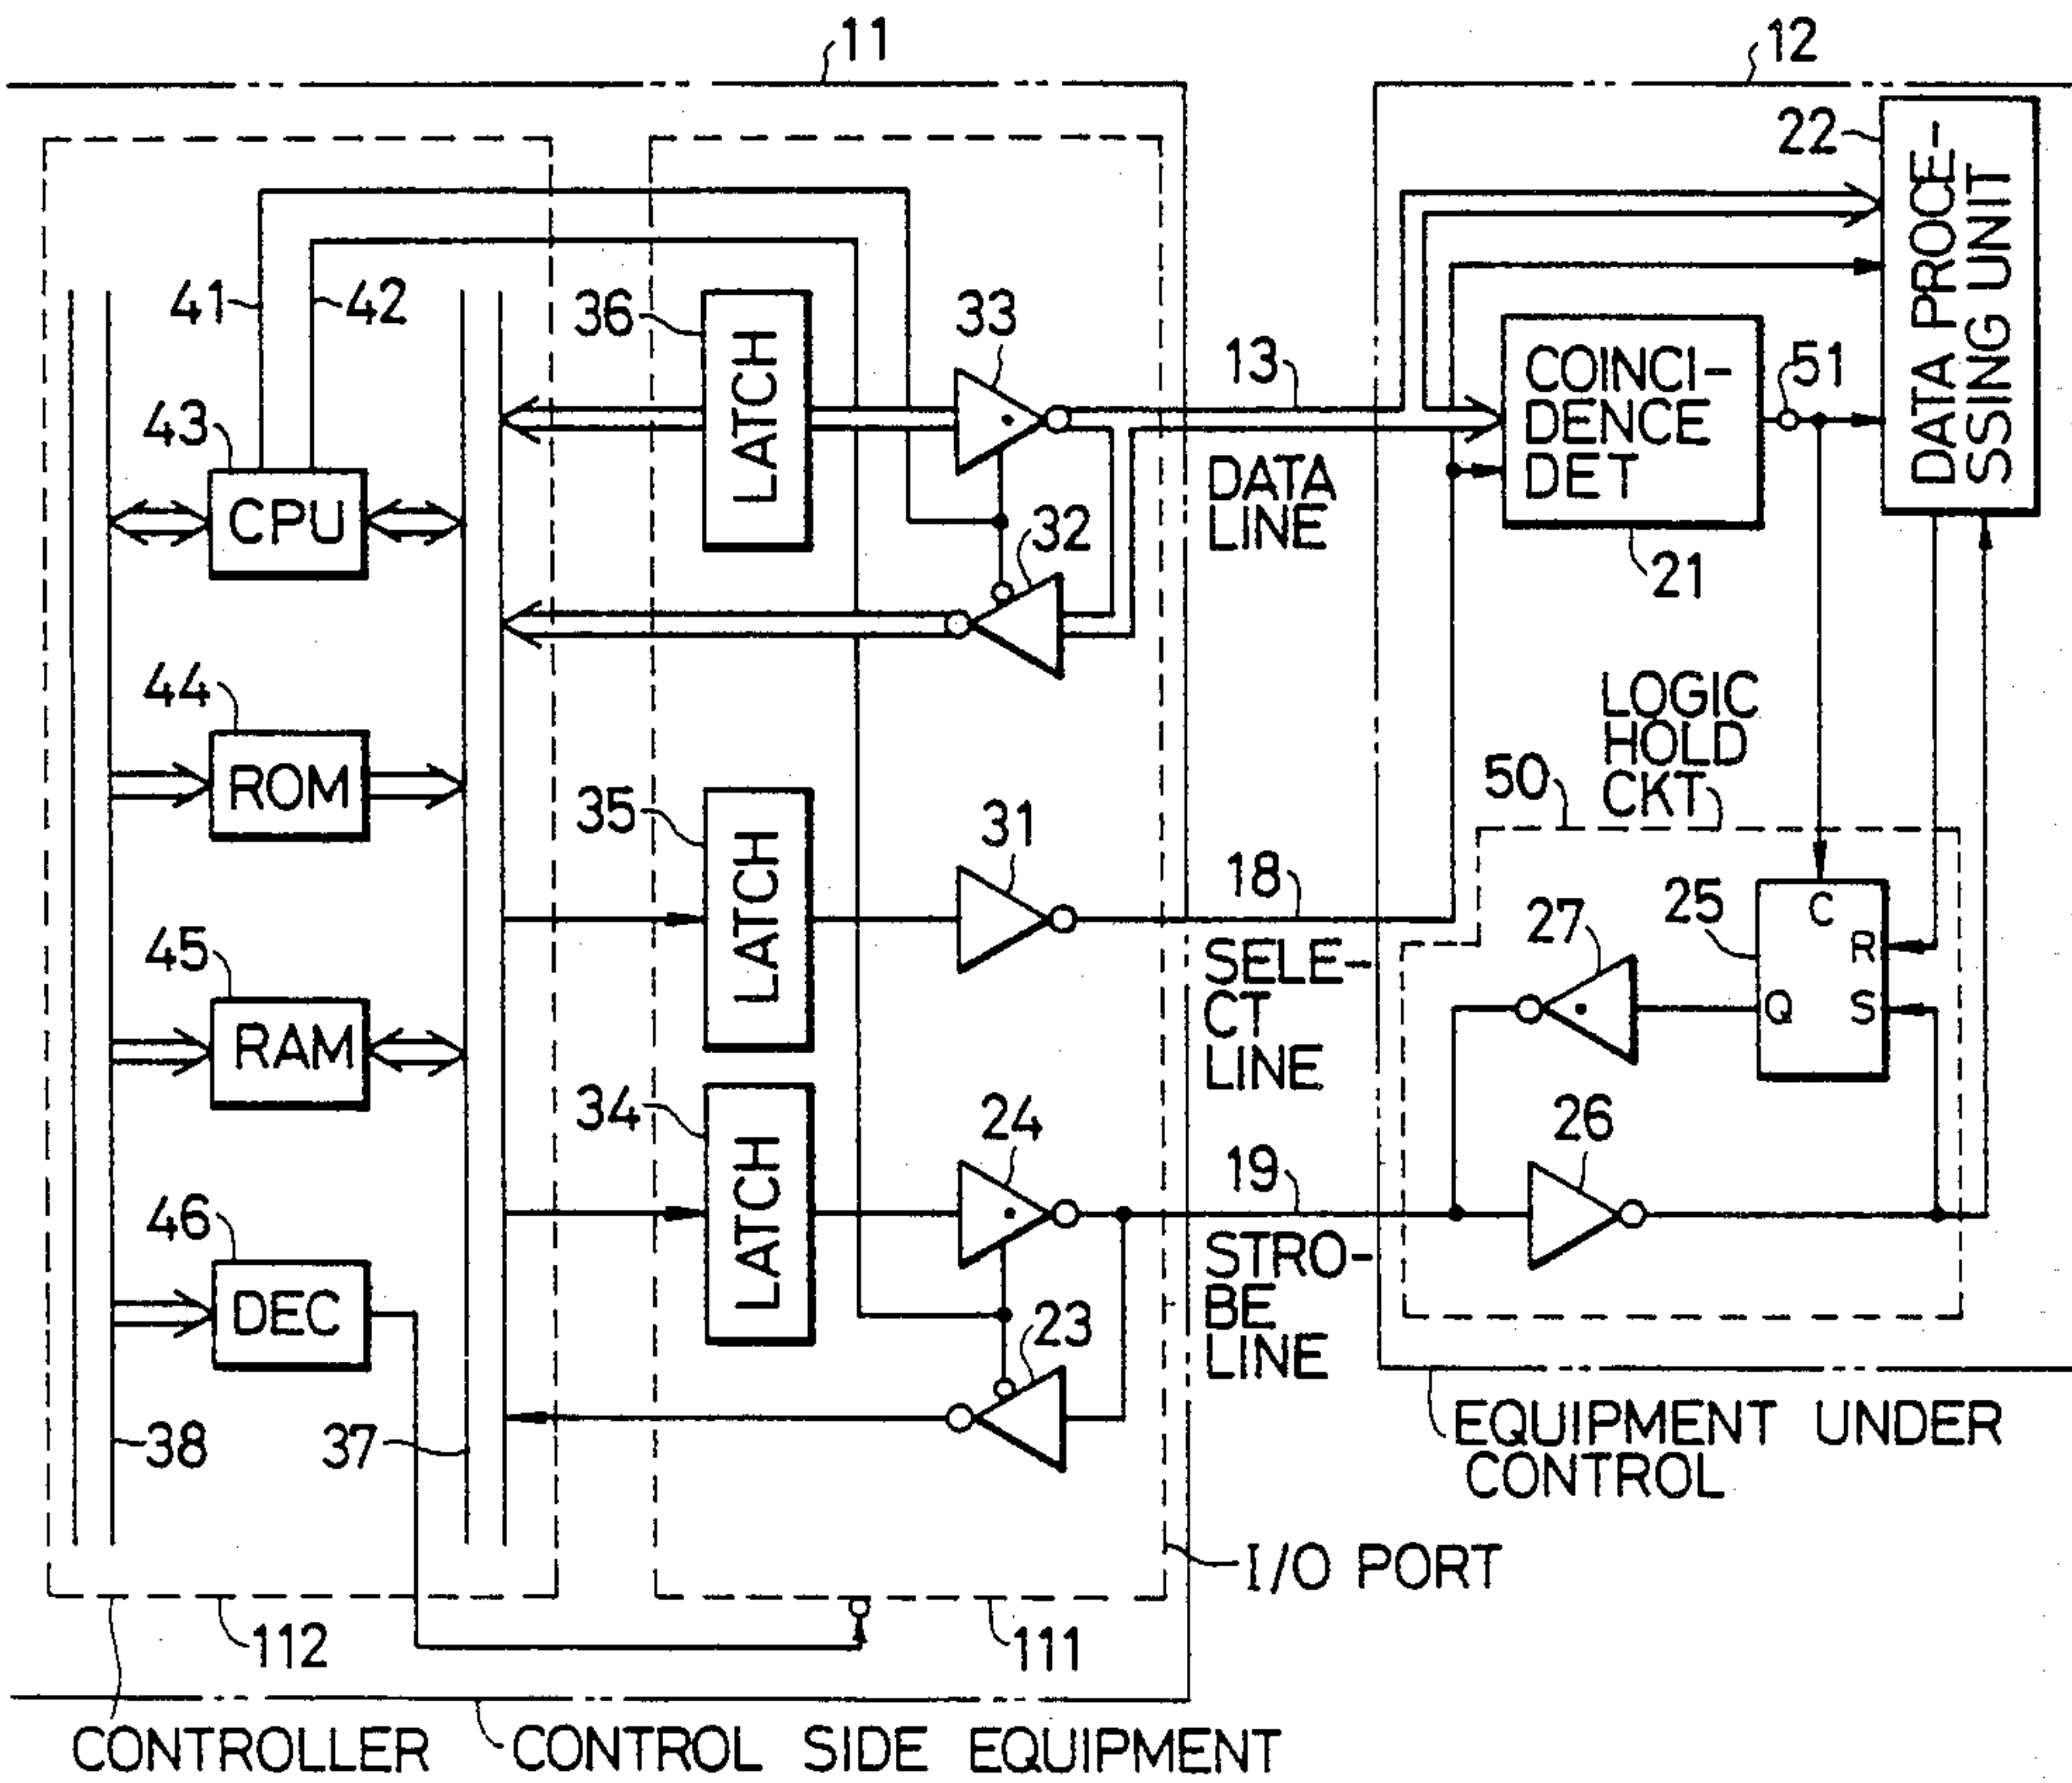 11
12
22
DATA PROCE-
SSING UNIT
41
42
36
LATCH
33
13
COINCI-
DENCE
DET
51
43
CPU
DATA
LINE
32
21
44
ROM
LOGIC
HOLD
CKT
50
35
LATCH
31
18
25
C
R
Q
S
27
45
RAM
SELE-
CT
LINE
34
LATCH
24
19
26
46
DEC
STRO-
BE
LINE
23
38
37
EQUIPMENT UNDER
CONTROL
I/O PORT
112
111
CONTROLLER
CONTROL SIDE EQUIPMENT